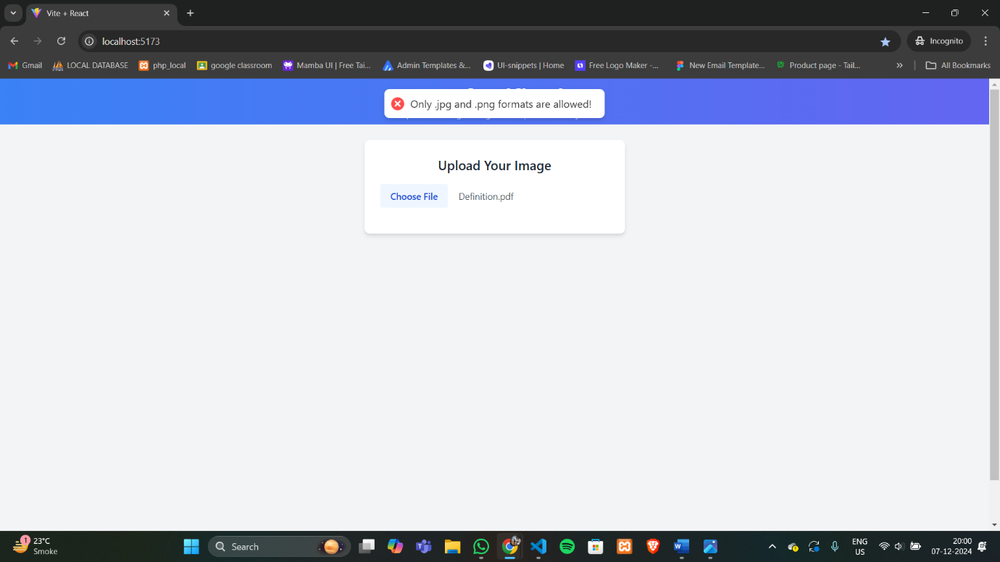 Vite + React
localhost:5173
Incognito
Gmail
LOCAL DATABASE
php_local
google classroom
Mamba UI | Free Tai...
Admin Templates &...
UI-snippets | Home
Free Logo Maker -...
New Email Template...
Product page - Tail...
All Bookmarks
Only .jpg and .png formats are allowed!
Upload Your Image
Choose File
Definition.pdf
1
23°C
Smoke
Search
ENG
US
20:00
07-12-2024